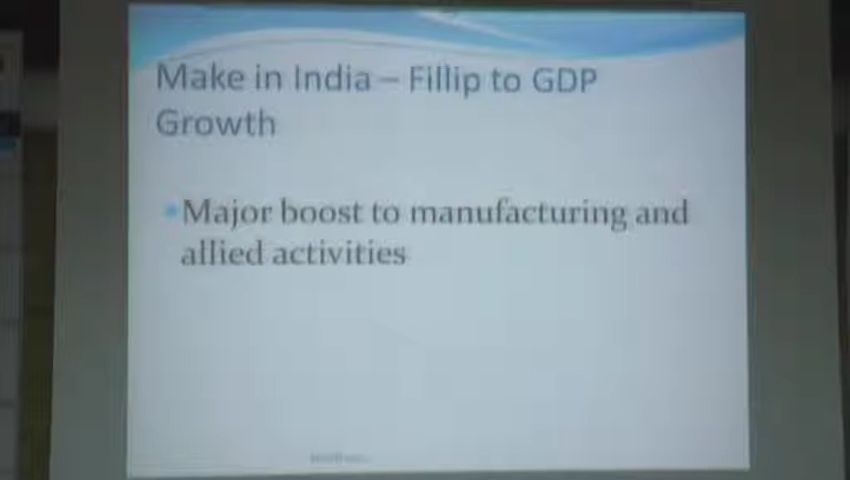 Make in India – Fillip to GDP
Growth
•Major boost to manufacturing and
allied activities